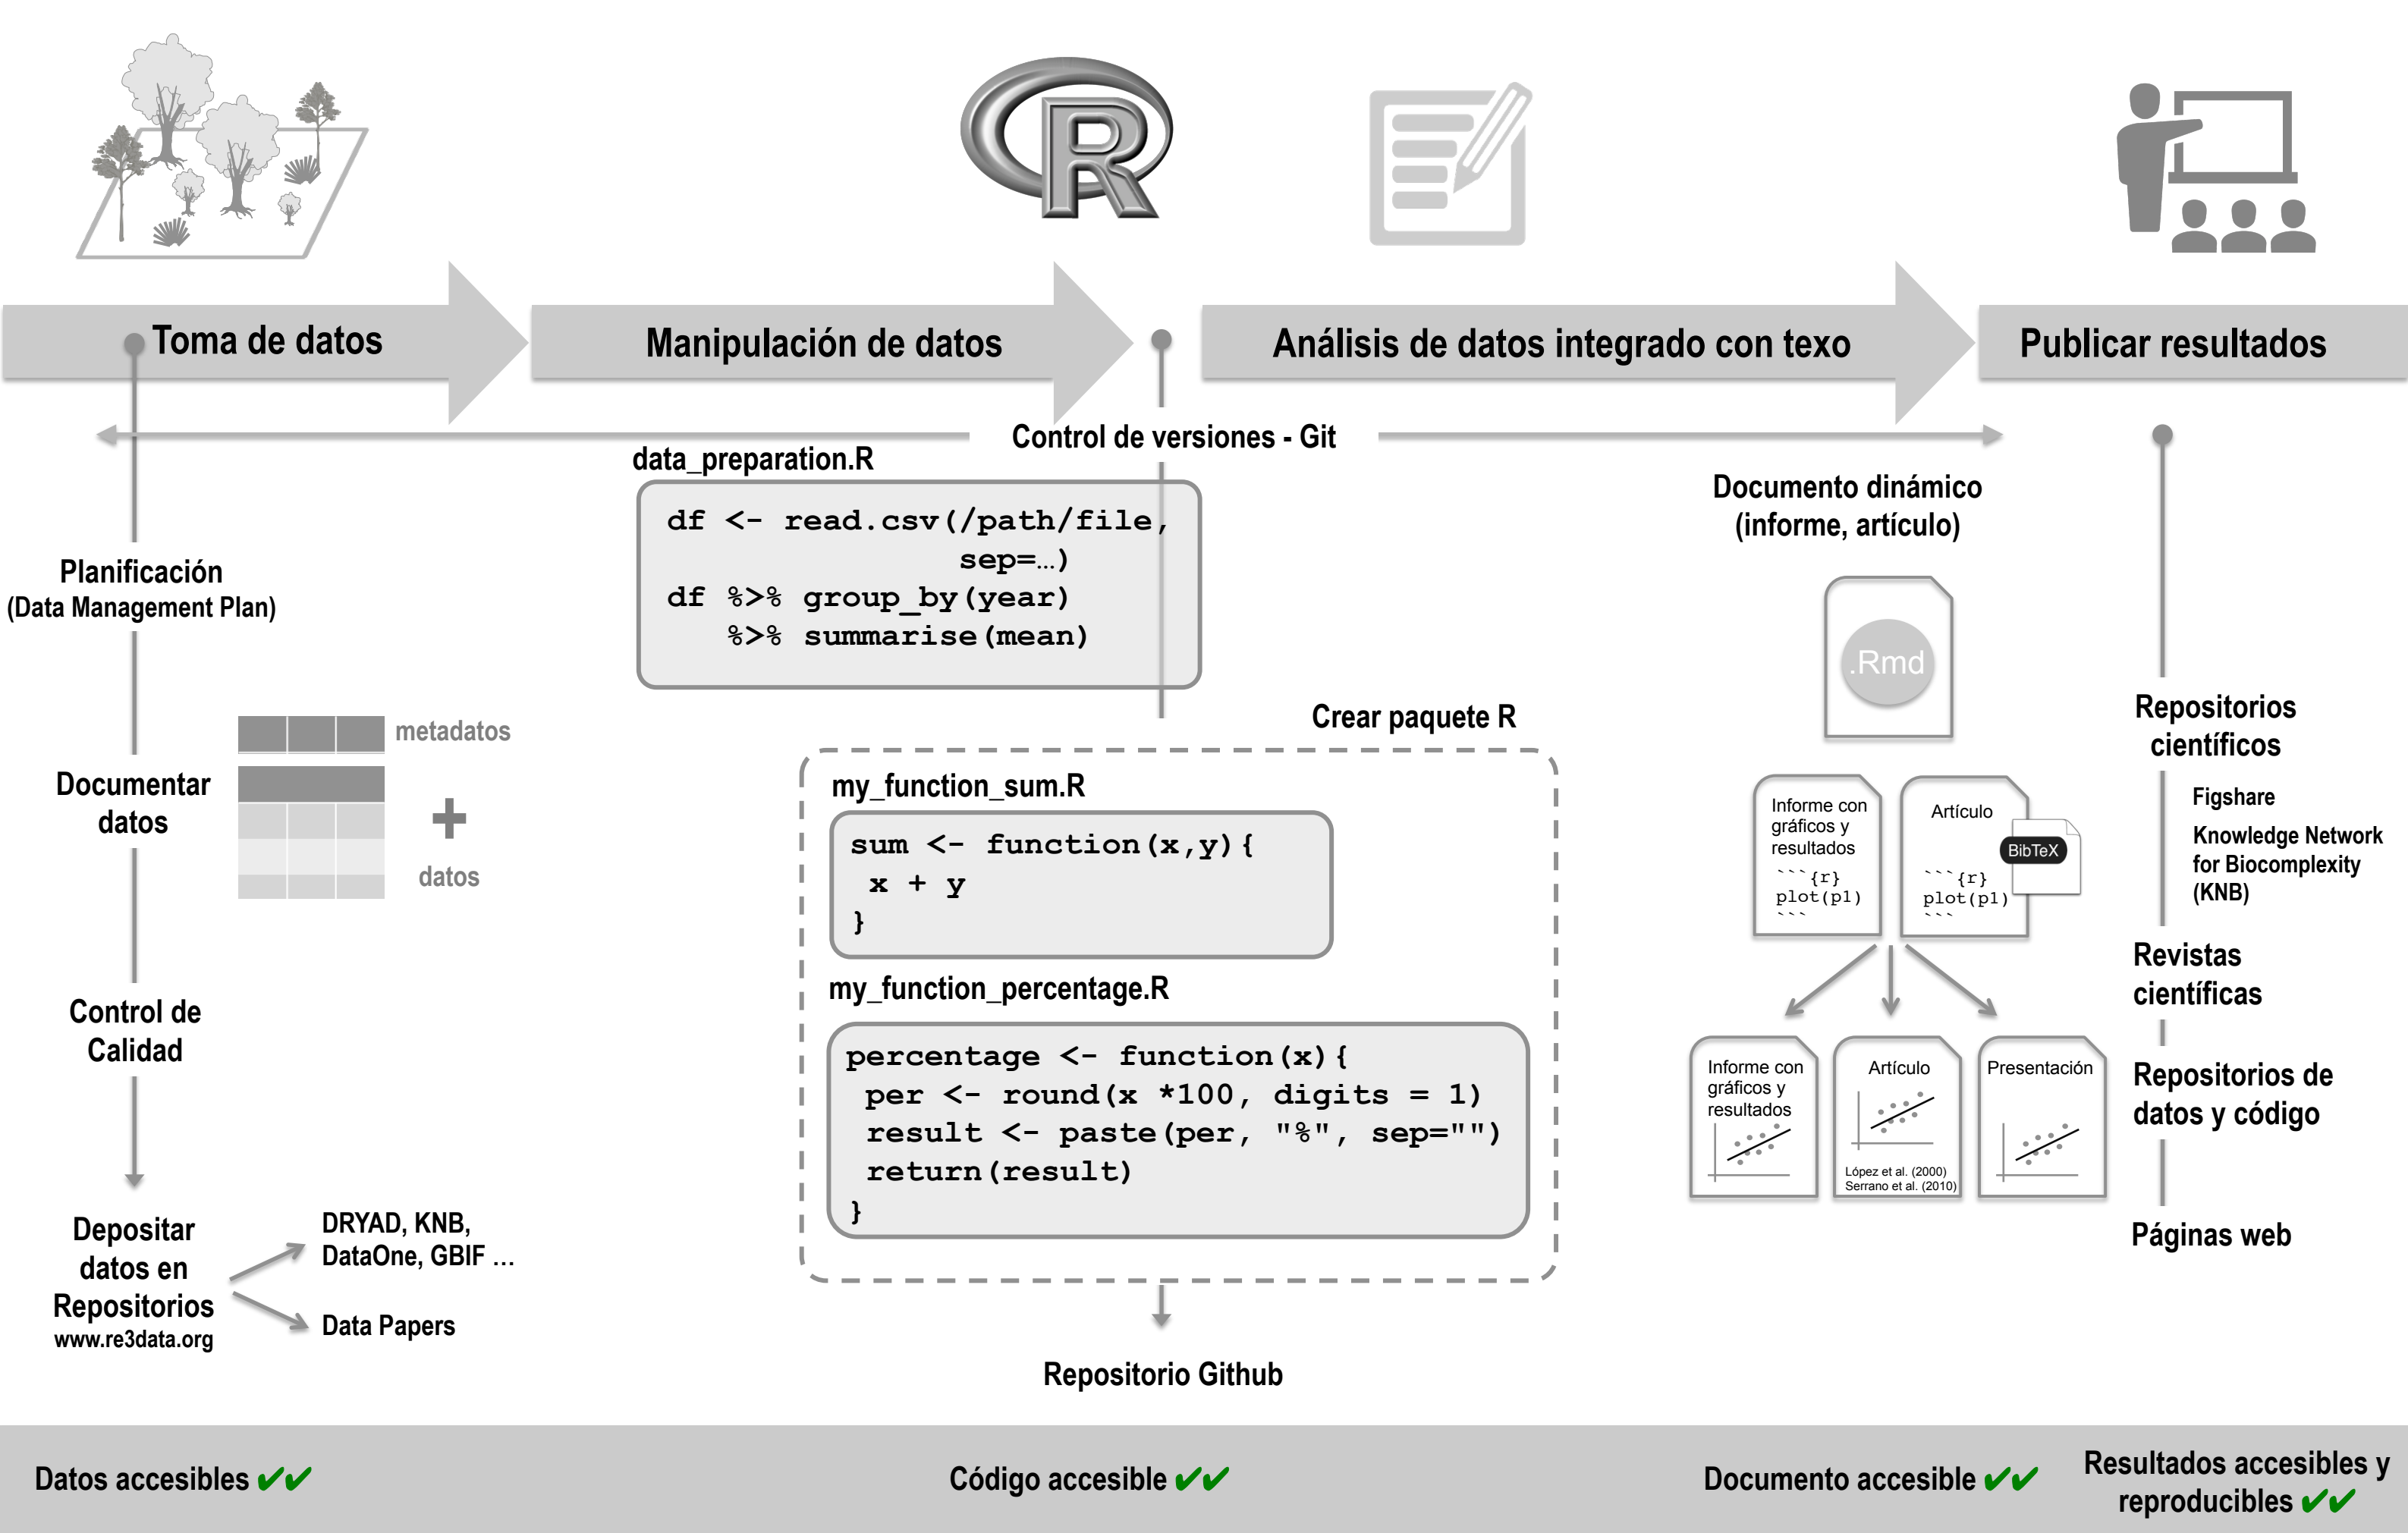 R
Toma de datos
Manipulación de datos
Análisis de datos integrado con texo
Publicar resultados
Control de versiones - Git
Planificación
(Data Management Plan)
Documentar
datos
metadatos
+
datos
Control de
Calidad
Depositar
datos en
Repositorios
www.re3data.org
DRYAD, KNB,
DataOne, GBIF …
Data Papers
data_preparation.R
df <- read.csv(/path/file,
sep=…)
df %>% group_by(year)
%>% summarise(mean)
Crear paquete R
my_function_sum.R
sum <- function(x,y){
x + y
}
my_function_percentage.R
percentage <- function(x){
per <- round(x *100, digits = 1)
result <- paste(per, "%", sep="")
return(result)
}
Repositorio Github
Documento dinámico
(informe, artículo)
.Rmd
Informe con
gráficos y
resultados
```{r}
plot(p1)
```
Artículo
BibTeX
```{r}
plot(p1)
```
Informe con
gráficos y
resultados
Artículo
López et al. (2000)
Serrano et al. (2010)
Presentación
Repositorios
científicos
Figshare
Knowledge Network
for Biocomplexity
(KNB)
Revistas
científicas
Repositorios de
datos y código
Páginas web
Datos accesibles ✔✔
Código accesible ✔✔
Documento accesible ✔✔
Resultados accesibles y
reproducibles ✔✔